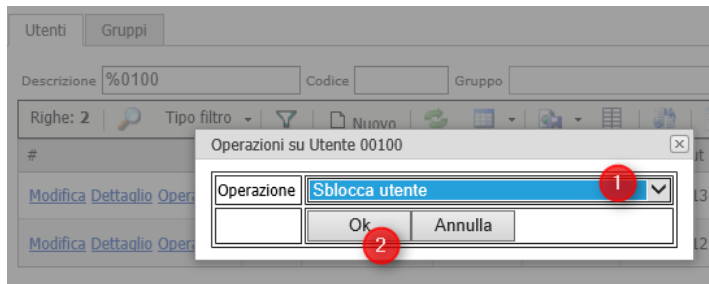 Utenti Gruppi
Descrizione %0100 Codice Gruppo
Righe: 2 Tipo filtro Nuovo
Operazioni su Utente 00100
#
Operazione Sblocca utente 1
Modifica Dettaglio
Ok Annulla
2
Modifica Dettaglio